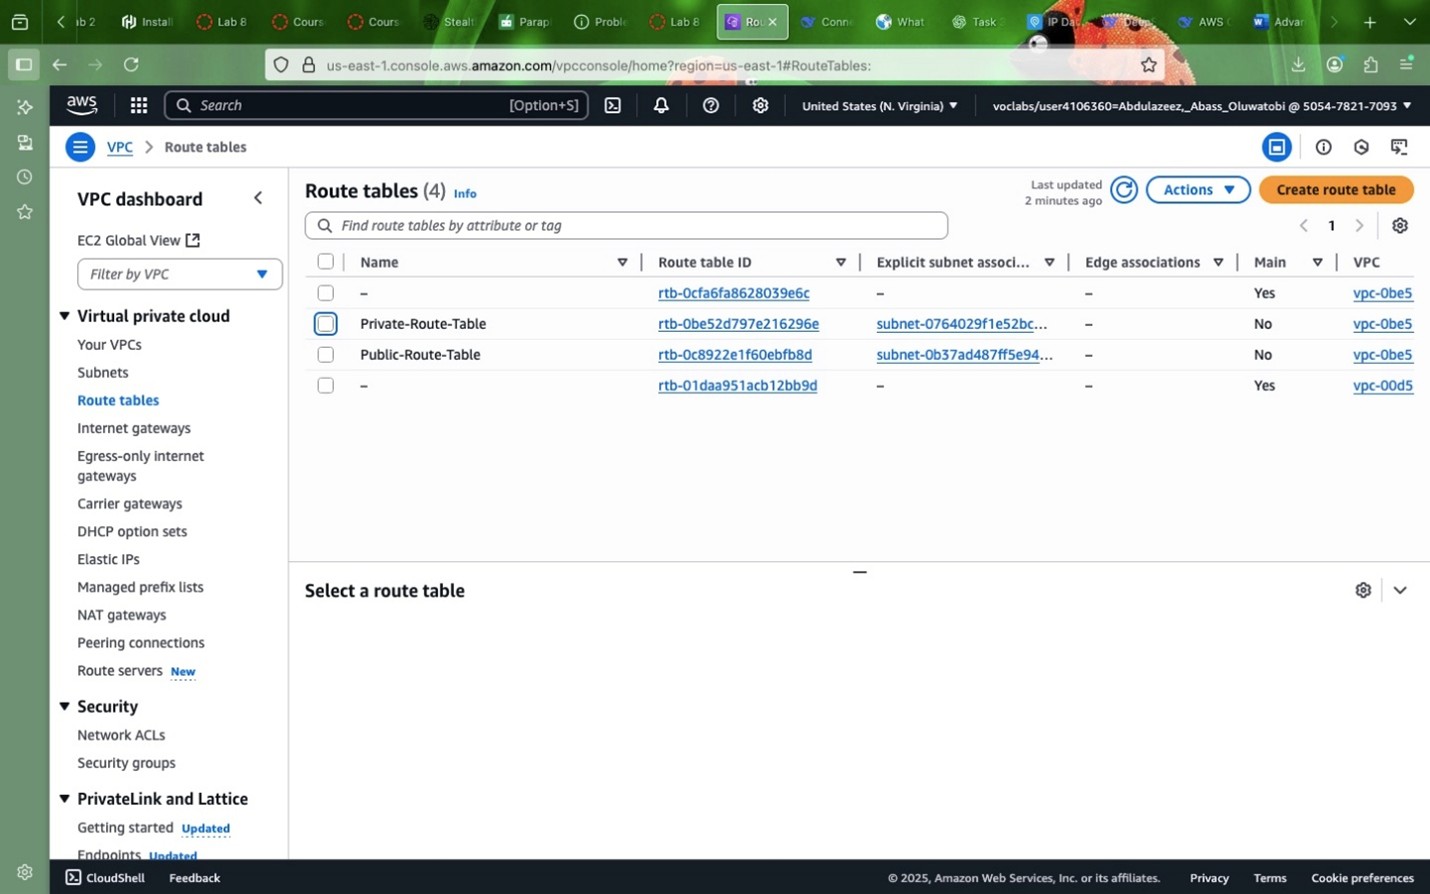 ab 2 Install Lab 8 Cours Cours Stealt Parap Proble Lab 8 Rou Conne What Task IP Da AWS Advar
us-east-1.console.aws.amazon.com/vpcconsole/home?region=us-east-1#RouteTables:
aws Search [Option+S] United States (N. Virginia) voclabs/user4106360=Abdulazeez,_Abass_Oluwatobi @ 5054-7821-7093
VPC Route tables
VPC dashboard
EC2 Global View
Filter by VPC
Virtual private cloud
Your VPCs
Subnets
Route tables
Internet gateways
Egress-only internet
gateways
Carrier gateways
DHCP option sets
Elastic IPs
Managed prefix lists
NAT gateways
Peering connections
Route servers New
Security
Network ACLs
Security groups
PrivateLink and Lattice
Getting started Updated
Endpoints Updated
Route tables (4) Info
Last updated
2 minutes ago
Actions
Create route table
Find route tables by attribute or tag
1
Name Route table ID Explicit subnet associ... Edge associations Main VPC
– rtb-0cfa6fa8628039e6c – – Yes vpc-0be5
Private-Route-Table rtb-0be52d797e216296e subnet-0764029f1e52bc... – No vpc-0be5
Public-Route-Table rtb-0c8922e1f60ebfb8d subnet-0b37ad487ff5e94... – No vpc-0be5
– rtb-01daa951acb12bb9d – – Yes vpc-00d5
Select a route table
CloudShell Feedback © 2025, Amazon Web Services, Inc. or its affiliates. Privacy Terms Cookie preferences